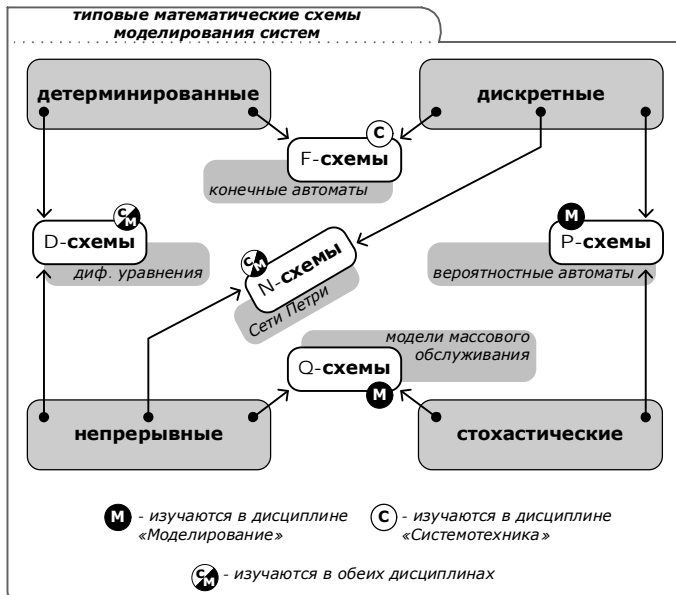 типовые математические схемы
моделирования систем
детерминированные
дискретные
C
F-схемы
конечные автоматы
C/M
D-схемы
диф. уравнения
M
P-схемы
вероятностные автоматы
C/M
N-схемы
Сети Петри
модели массового
обслуживания
Q-схемы
M
непрерывные
стохастические
M - изучаются в дисциплине
«Моделирование»
C - изучаются в дисциплине
«Системотехника»
C/M - изучаются в обеих дисциплинах